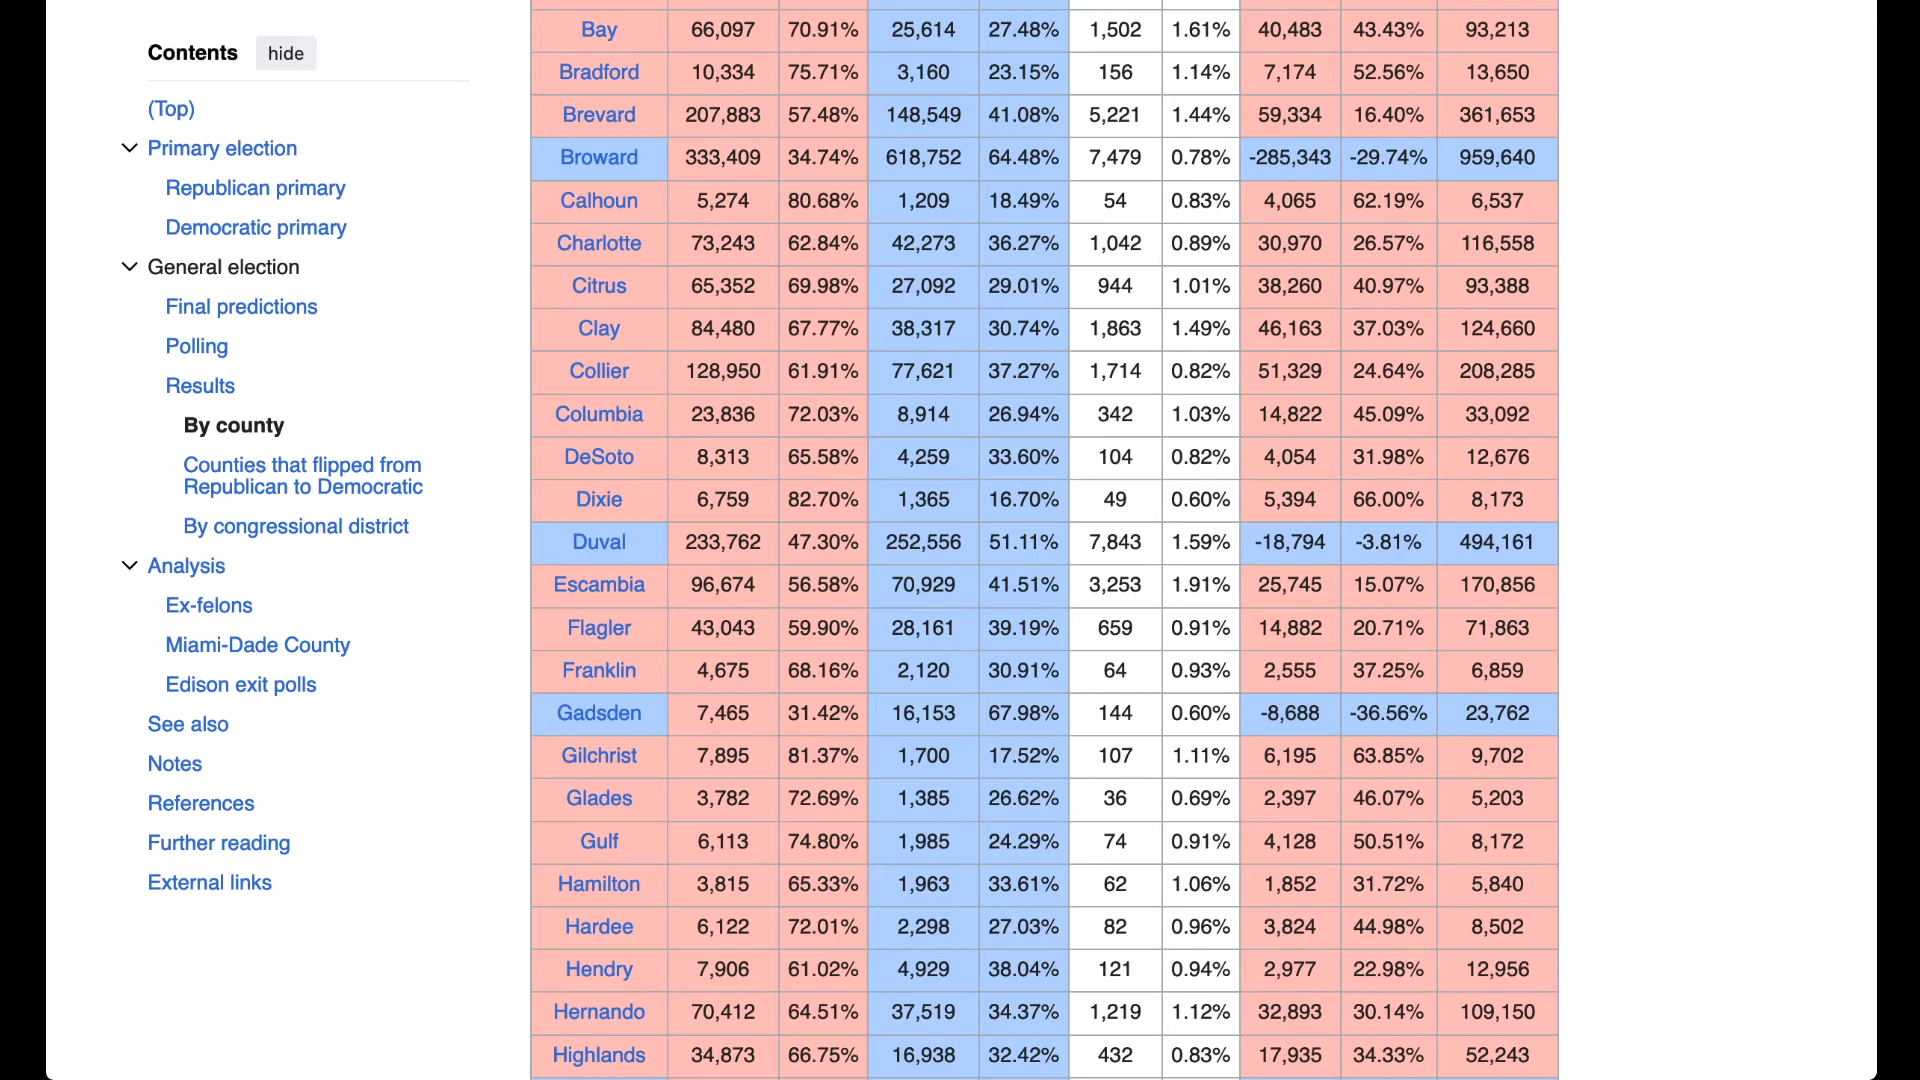 Contents hide
(Top)
Primary election
Republican primary
Democratic primary
General election
Final predictions
Polling
Results
By county
Counties that flipped from
Republican to Democratic
By congressional district
Analysis
Ex-felons
Miami-Dade County
Edison exit polls
See also
Notes
References
Further reading
External links
Bay 66,097 70.91% 25,614 27.48% 1,502 1.61% 40,483 43.43% 93,213
Bradford 10,334 75.71% 3,160 23.15% 156 1.14% 7,174 52.56% 13,650
Brevard 207,883 57.48% 148,549 41.08% 5,221 1.44% 59,334 16.40% 361,653
Broward 333,409 34.74% 618,752 64.48% 7,479 0.78% -285,343 -29.74% 959,640
Calhoun 5,274 80.68% 1,209 18.49% 54 0.83% 4,065 62.19% 6,537
Charlotte 73,243 62.84% 42,273 36.27% 1,042 0.89% 30,970 26.57% 116,558
Citrus 65,352 69.98% 27,092 29.01% 944 1.01% 38,260 40.97% 93,388
Clay 84,480 67.77% 38,317 30.74% 1,863 1.49% 46,163 37.03% 124,660
Collier 128,950 61.91% 77,621 37.27% 1,714 0.82% 51,329 24.64% 208,285
Columbia 23,836 72.03% 8,914 26.94% 342 1.03% 14,822 45.09% 33,092
DeSoto 8,313 65.58% 4,259 33.60% 104 0.82% 4,054 31.98% 12,676
Dixie 6,759 82.70% 1,365 16.70% 49 0.60% 5,394 66.00% 8,173
Duval 233,762 47.30% 252,556 51.11% 7,843 1.59% -18,794 -3.81% 494,161
Escambia 96,674 56.58% 70,929 41.51% 3,253 1.91% 25,745 15.07% 170,856
Flagler 43,043 59.90% 28,161 39.19% 659 0.91% 14,882 20.71% 71,863
Franklin 4,675 68.16% 2,120 30.91% 64 0.93% 2,555 37.25% 6,859
Gadsden 7,465 31.42% 16,153 67.98% 144 0.60% -8,688 -36.56% 23,762
Gilchrist 7,895 81.37% 1,700 17.52% 107 1.11% 6,195 63.85% 9,702
Glades 3,782 72.69% 1,385 26.62% 36 0.69% 2,397 46.07% 5,203
Gulf 6,113 74.80% 1,985 24.29% 74 0.91% 4,128 50.51% 8,172
Hamilton 3,815 65.33% 1,963 33.61% 62 1.06% 1,852 31.72% 5,840
Hardee 6,122 72.01% 2,298 27.03% 82 0.96% 3,824 44.98% 8,502
Hendry 7,906 61.02% 4,929 38.04% 121 0.94% 2,977 22.98% 12,956
Hernando 70,412 64.51% 37,519 34.37% 1,219 1.12% 32,893 30.14% 109,150
Highlands 34,873 66.75% 16,938 32.42% 432 0.83% 17,935 34.33% 52,243